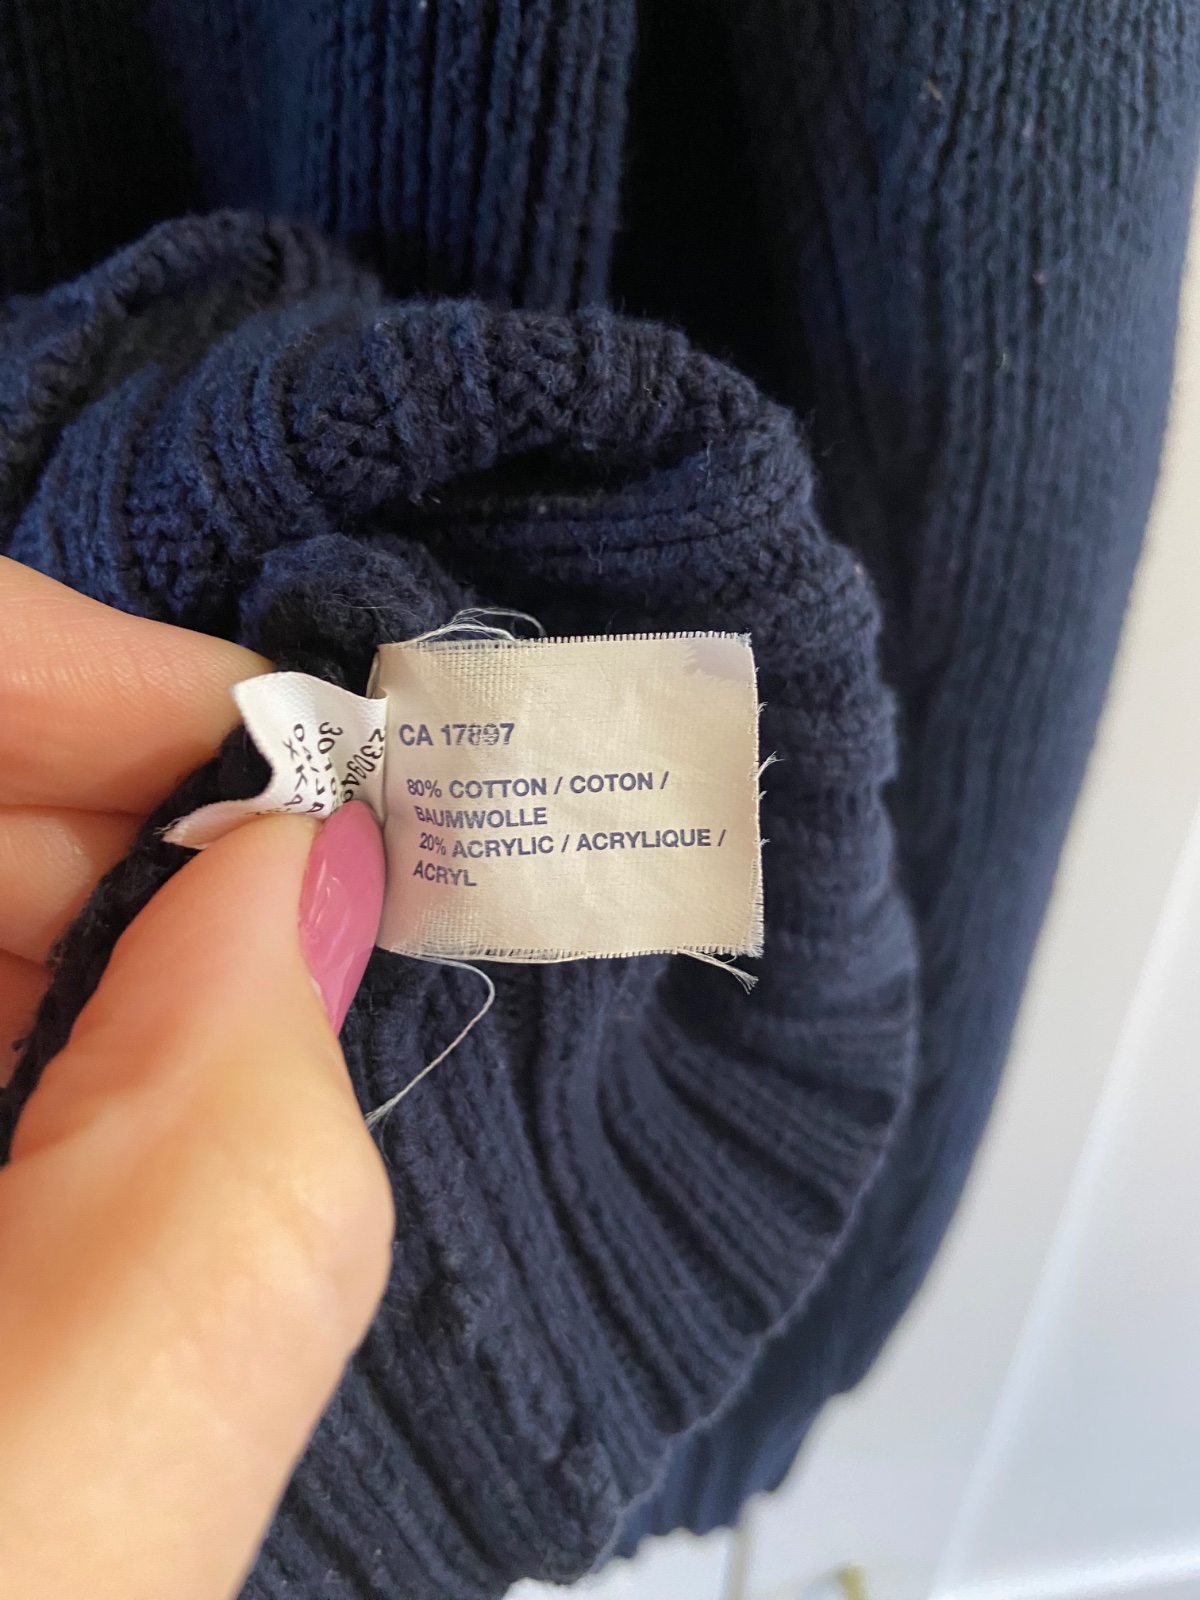 CA 17897
80% COTTON / COTON /
BAUMWOLLE
20% ACRYLIC / ACRYLIQUE /
ACRYL